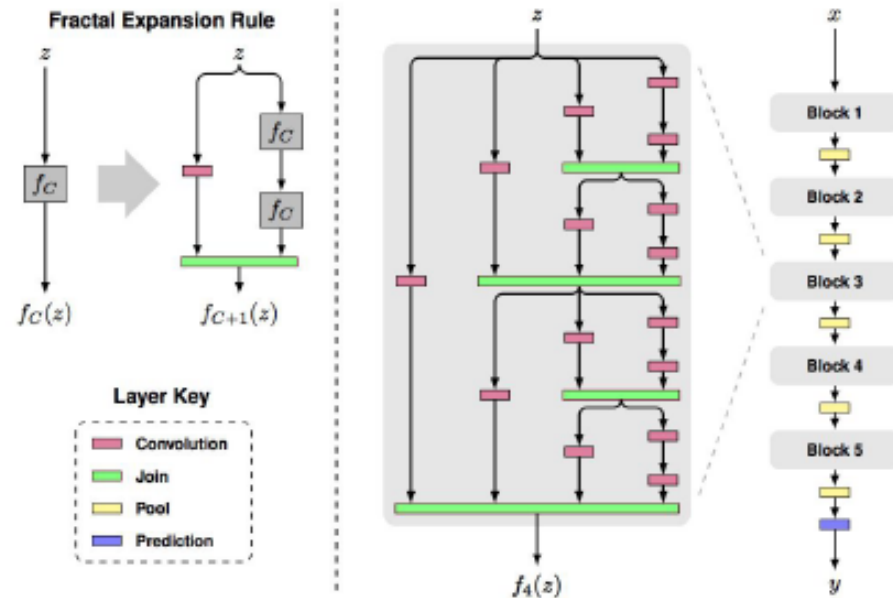 Fractal Expansion Rule
z
z
f_C
f_C
f_C
f_C(z)
f_{C+1}(z)
Layer Key
Convolution
Join
Pool
Prediction
z
f_4(z)
x
Block 1
Block 2
Block 3
Block 4
Block 5
y